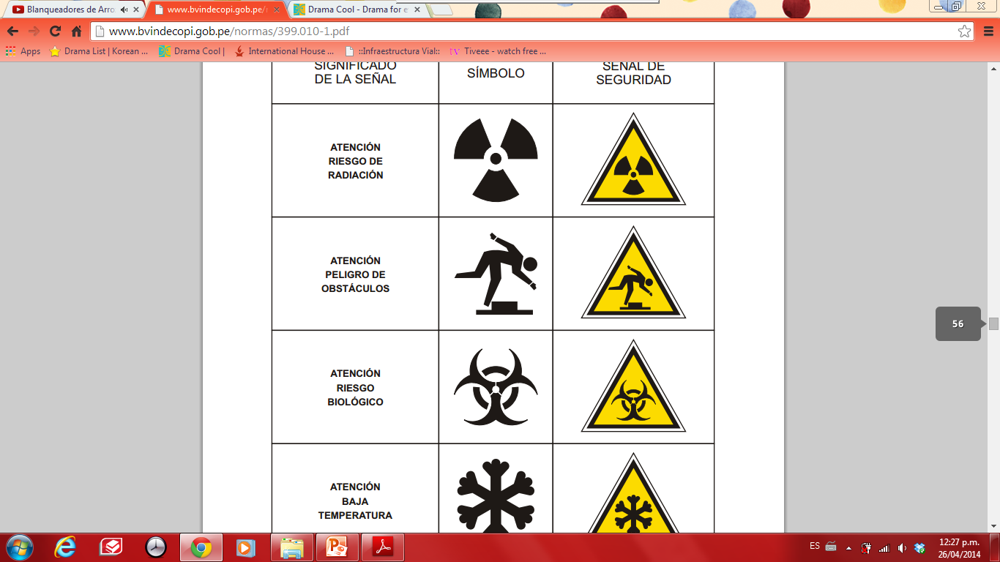 Blanqueadores de Arro
www.bvindecopi.gob.pe/n
Drama Cool - Drama for e
www.bvindecopi.gob.pe/normas/399.010-1.pdf
Apps
Drama List | Korean ...
Drama Cool |
International House ...
::Infraestructura Vial::
TV
Tiveee - watch free ...
SIGNIFICADO
DE LA SEÑAL
SÍMBOLO
SEÑAL DE
SEGURIDAD
ATENCIÓN
RIESGO DE
RADIACIÓN
ATENCIÓN
PELIGRO DE
OBSTÁCULOS
56
ATENCIÓN
RIESGO
BIOLÓGICO
ATENCIÓN
BAJA
TEMPERATURA
ES
12:27 p.m.
26/04/2014